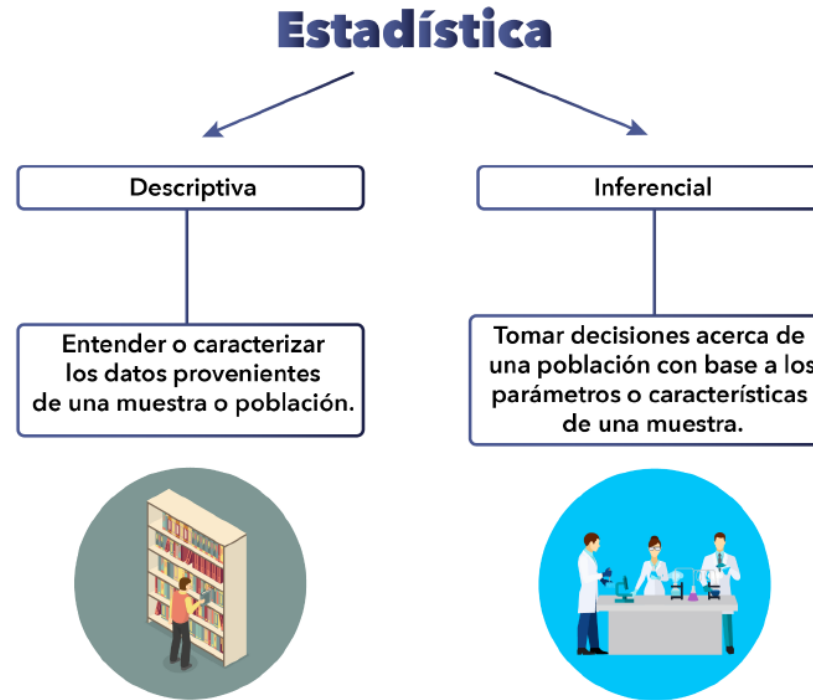 Estadística
Descriptiva
Inferencial
Entender o caracterizar
los datos provenientes
de una muestra o población.
Tomar decisiones acerca de
una población con base a los
parámetros o características
de una muestra.